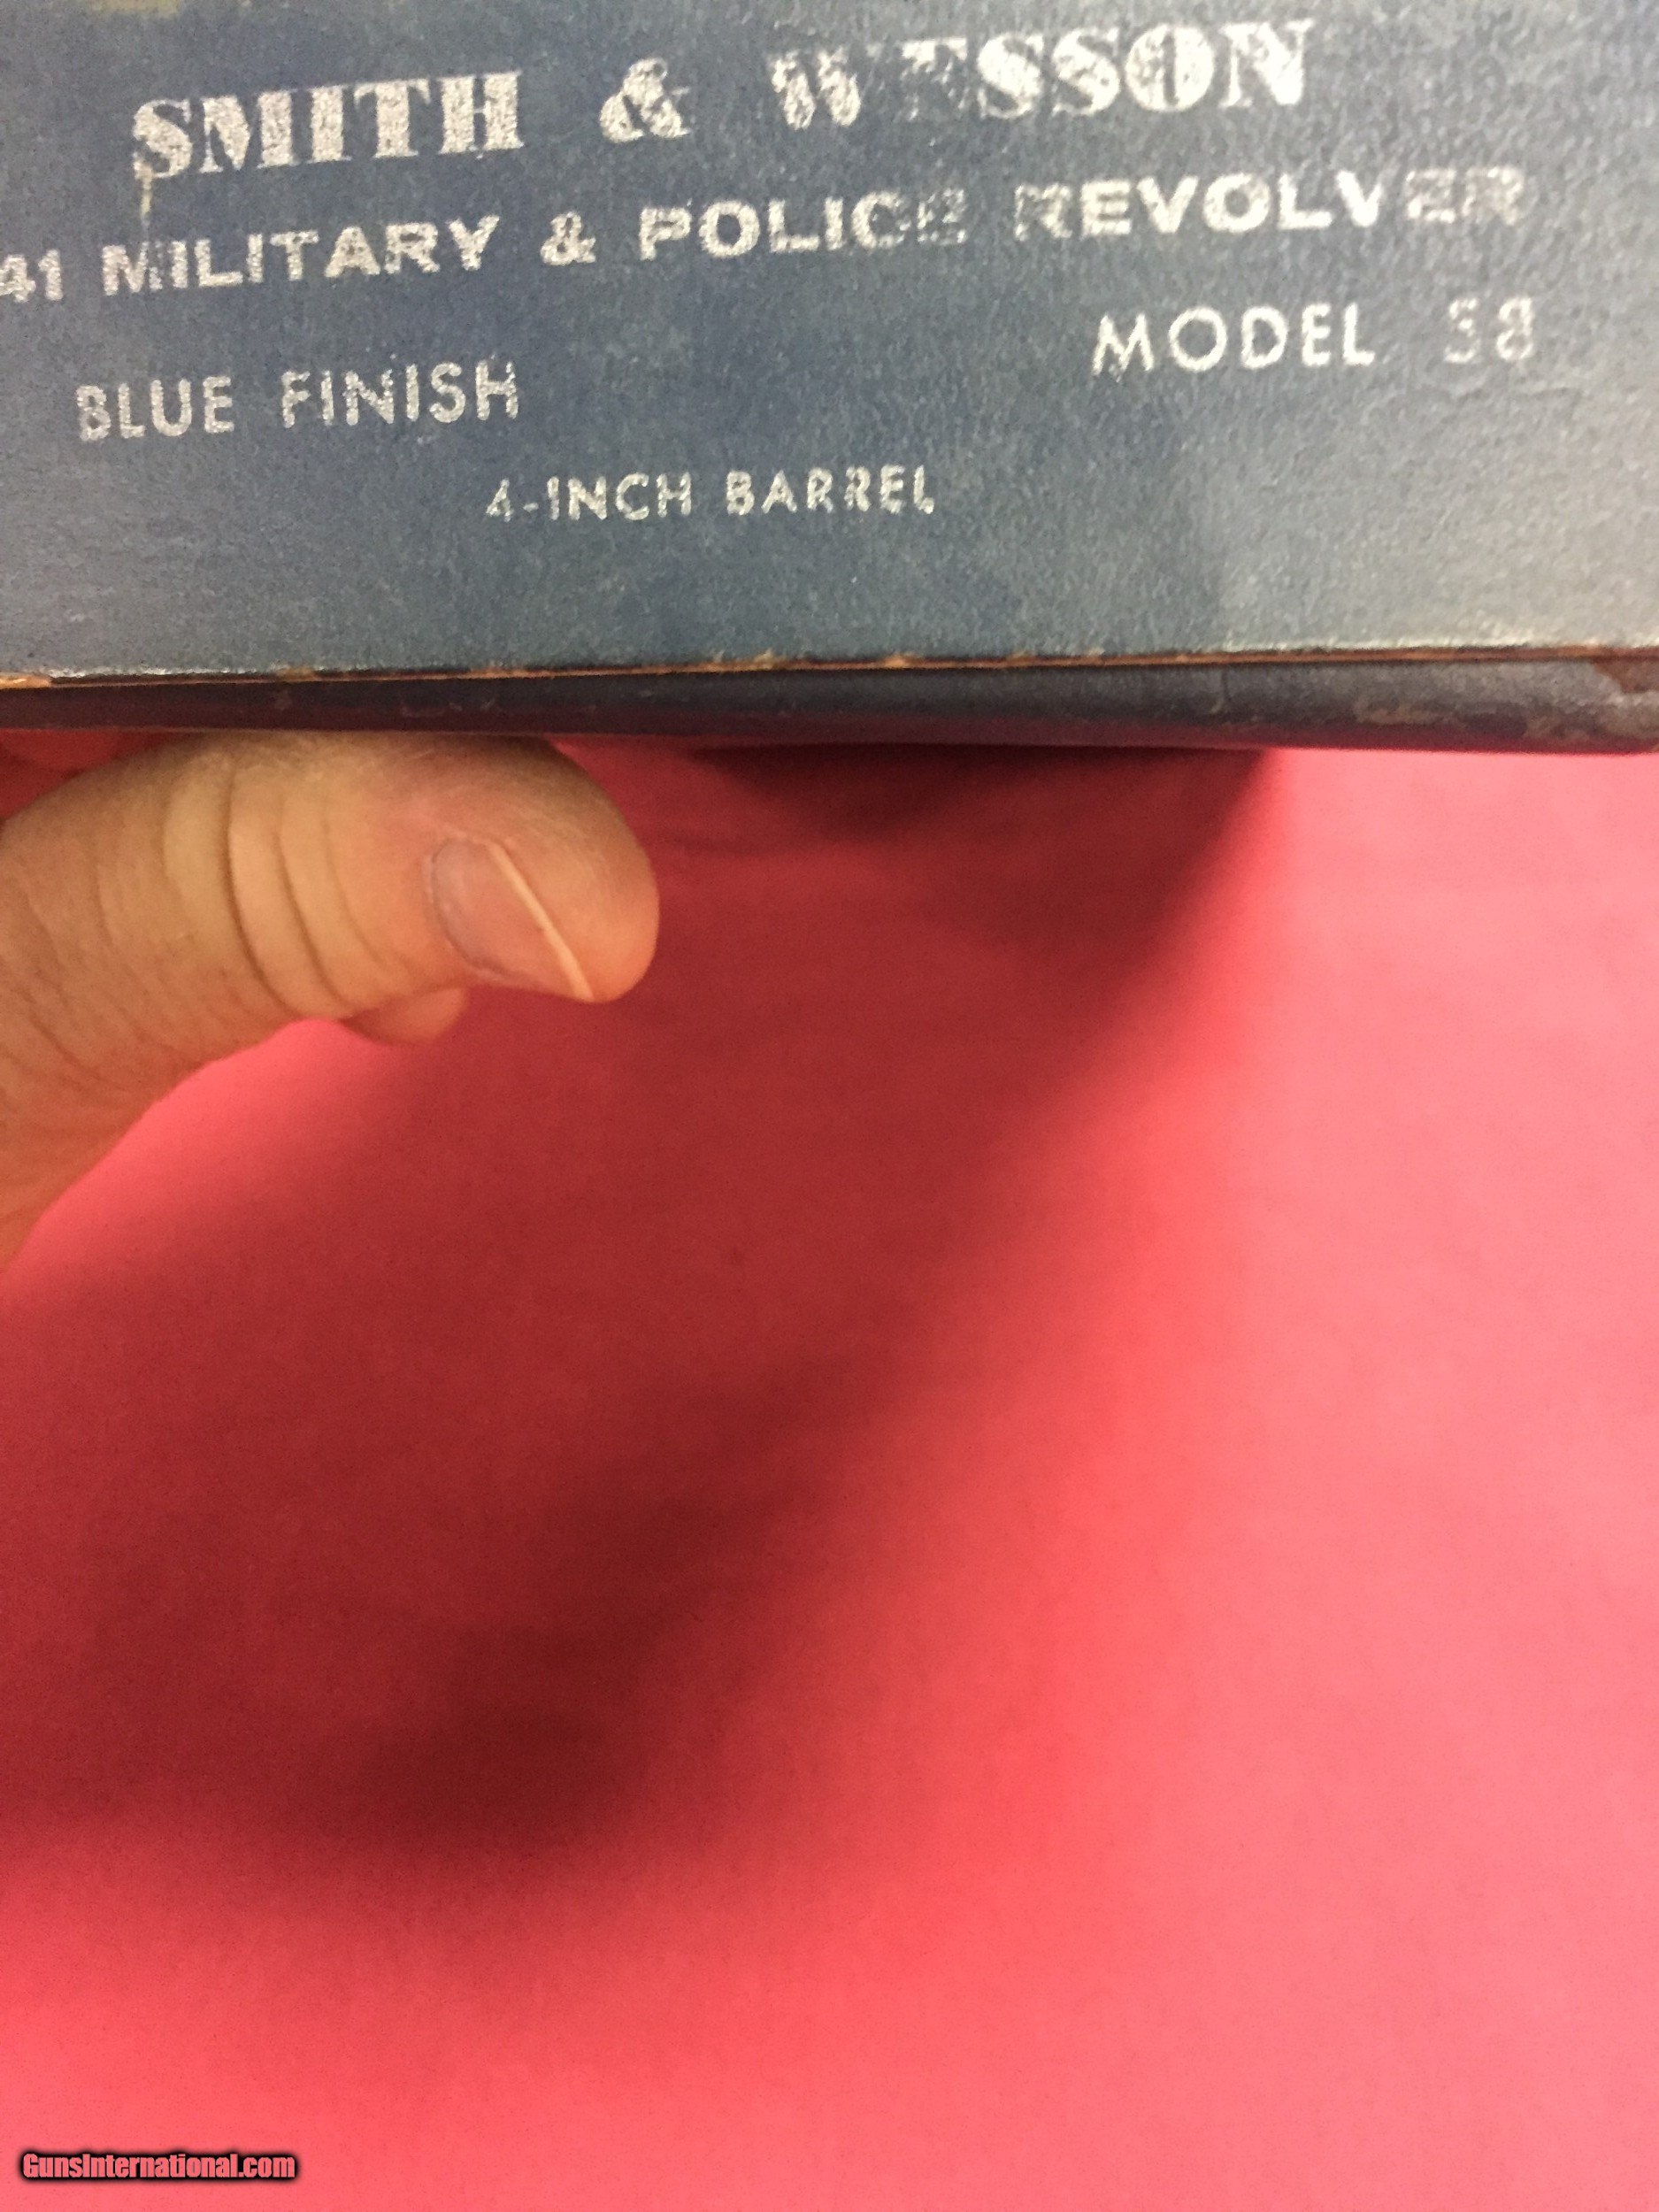 SMITH & WESSON
41 MILITARY & POLICE REVOLVER
MODEL 58
BLUE FINISH
4-INCH BARREL
GunsInternational.com